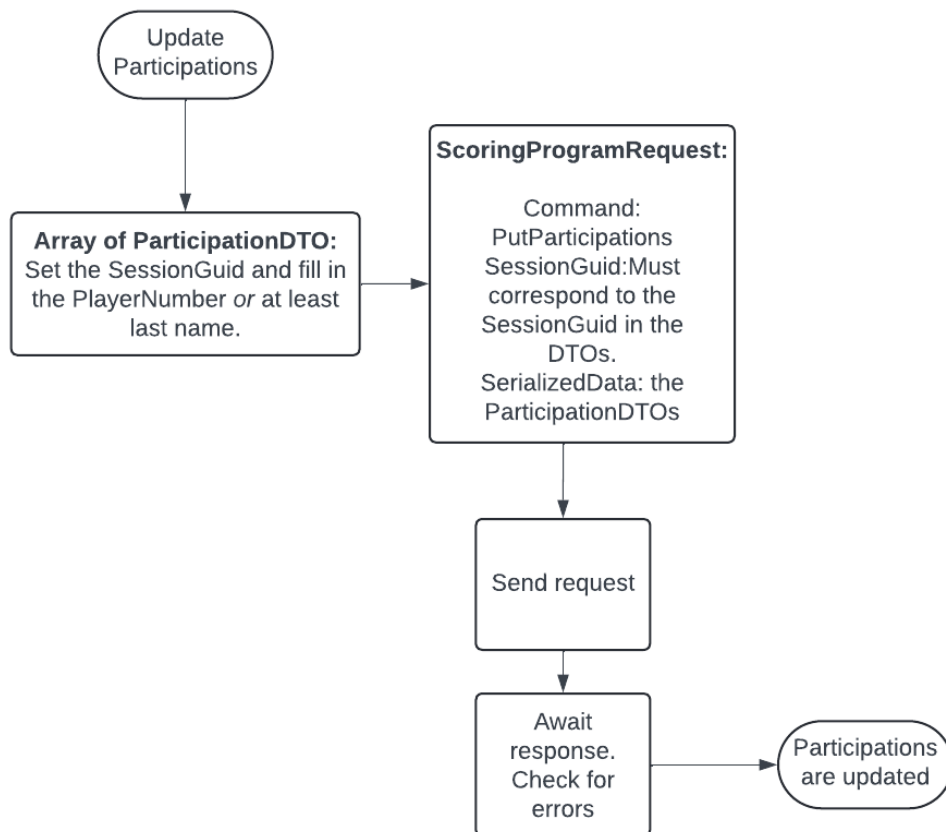 Update
Participations
Array of ParticipationDTO:
Set the SessionGuid and fill in
the PlayerNumber or at least
last name.
ScoringProgramRequest:
Command:
PutParticipations
SessionGuid:Must
correspond to the
SessionGuid in the
DTOs.
SerializedData: the
ParticipationDTOs
Send request
Await
response.
Check for
errors
Participations
are updated